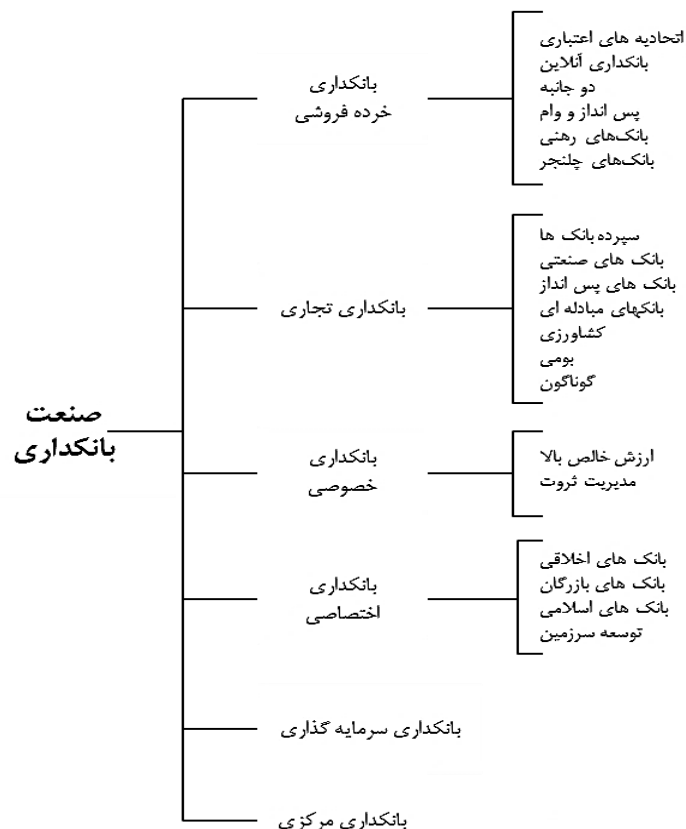 صنعت
بانکداری
بانکداری
خرده فروشی
اتحادیه های اعتباری
بانکداری آنلاین
دو جانبه
پس انداز و وام
بانک‌های رهنی
بانک‌های چلنجر
بانکداری تجاری
سپرده بانک ها
بانک های صنعتی
بانک های پس انداز
بانکهای مبادله ای
کشاورزی
بومی
گوناگون
بانکداری
خصوصی
ارزش خالص بالا
مدیریت ثروت
بانکداری
اختصاصی
بانک های اخلاقی
بانک های بازرگان
بانک های اسلامی
توسعه سرزمین
بانکداری سرمایه گذاری
بانکداری مرکزی